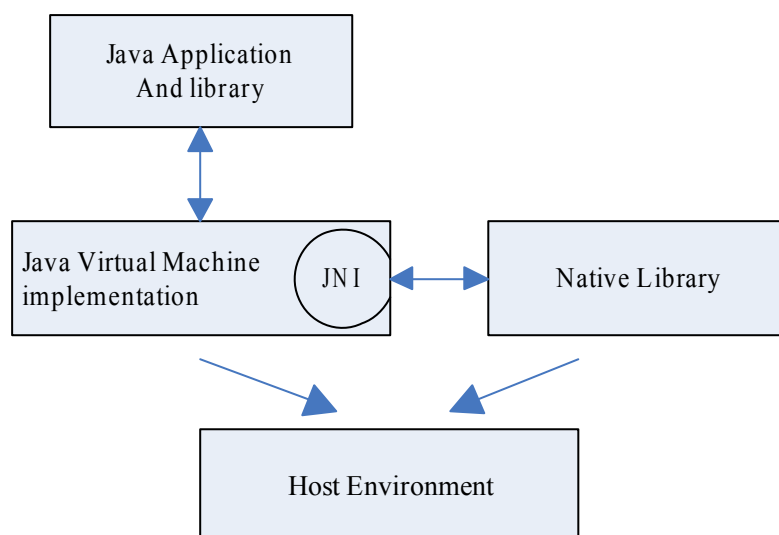 Java Application
And library
Java Virtual Machine
implementation
JNI
Native Library
Host Environment